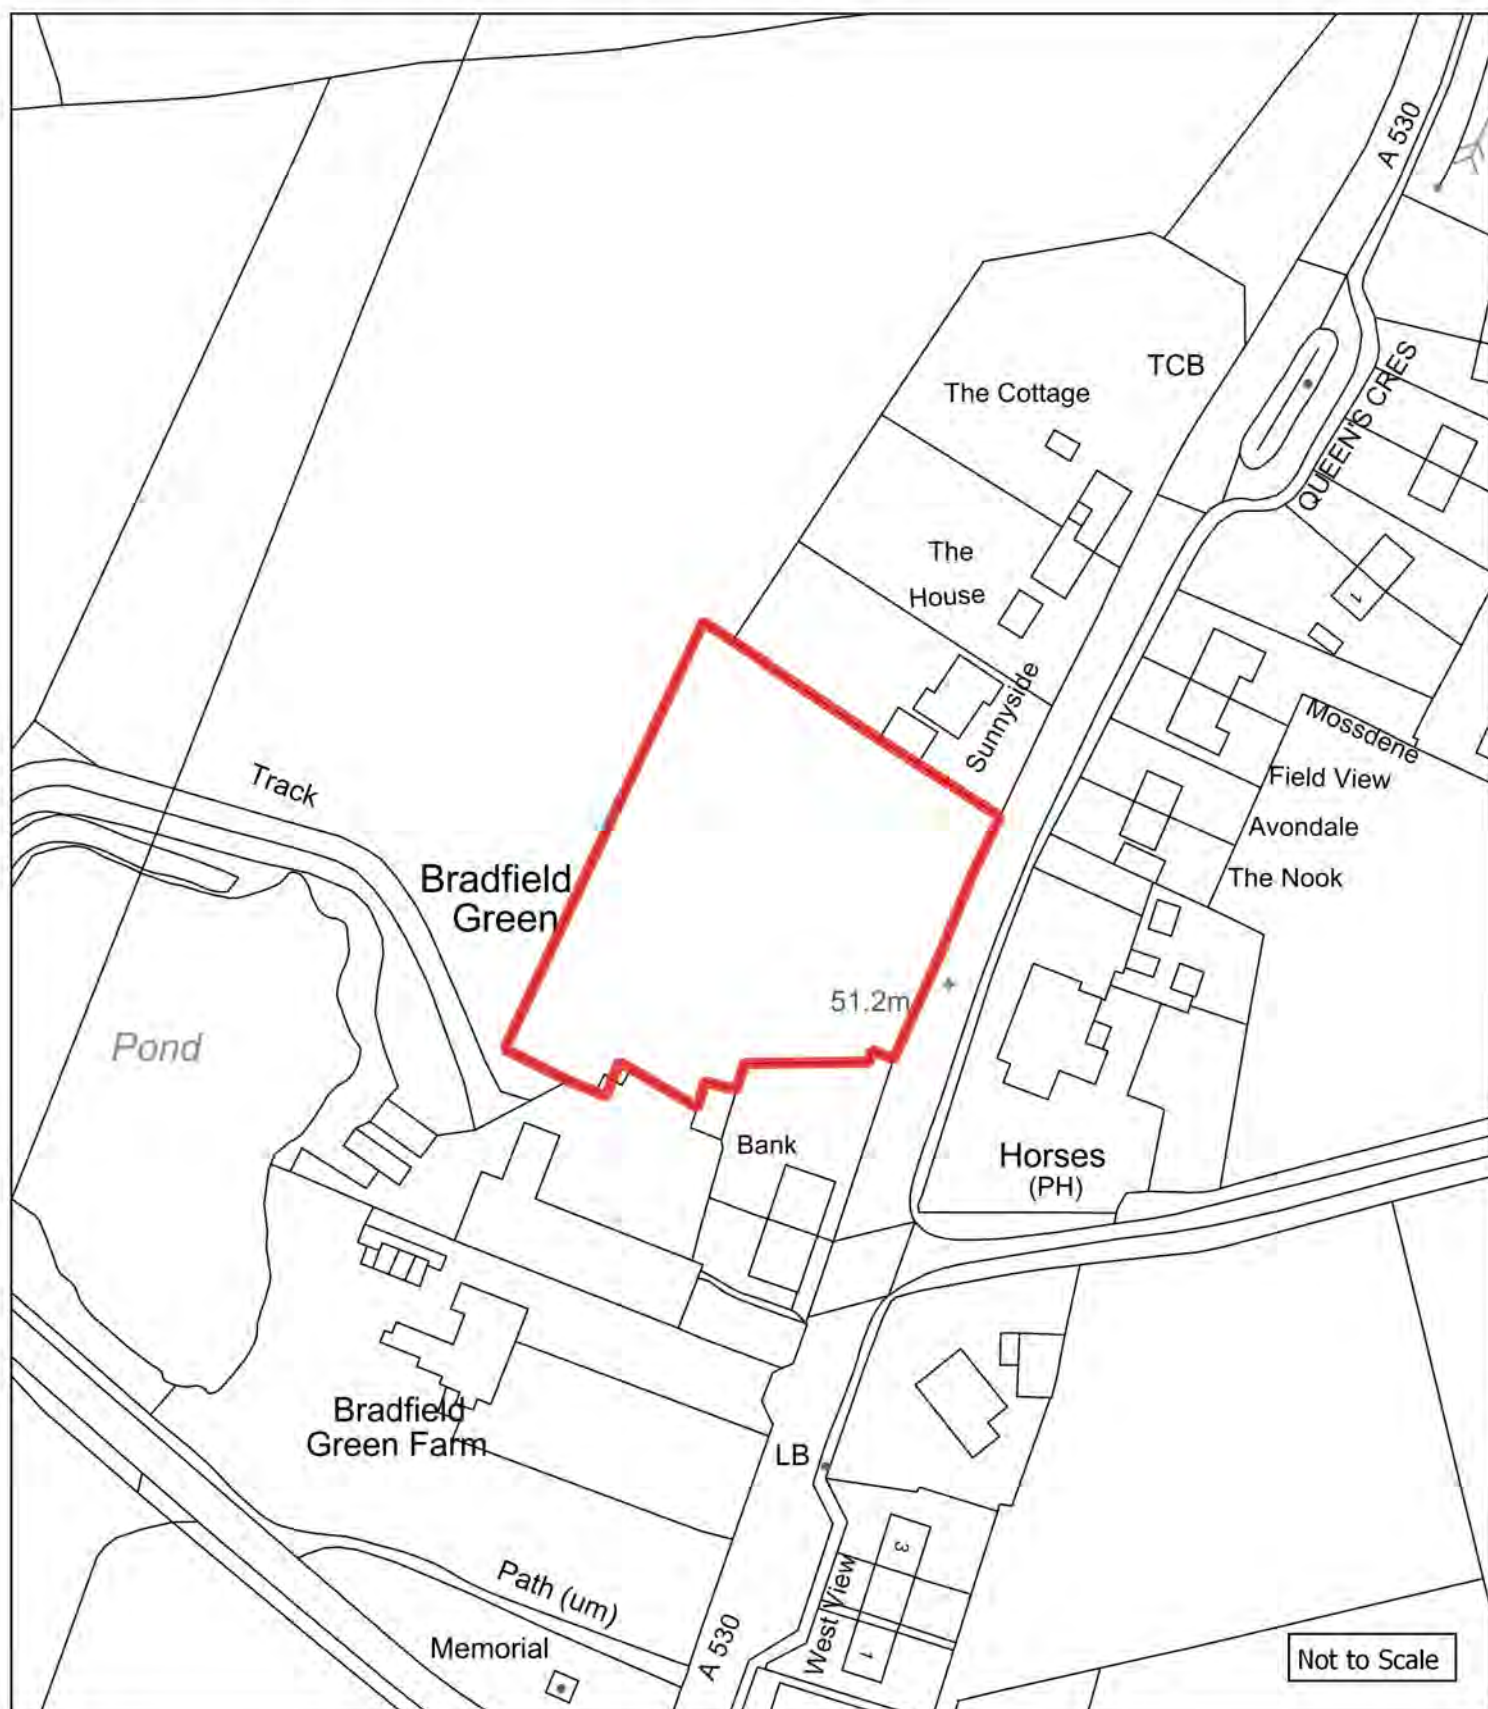 A 530
TCB
The Cottage
QUEEN'S CRES
The
House
1
Sunnyside
Mossdene
Track
Field View
Avondale
Bradfield
Green
The Nook
51.2m
Pond
Bank
Horses
(PH)
Bradfield
Green Farm
LB
3
Path (um)
West View
A 530
Memorial
1
Not to Scale